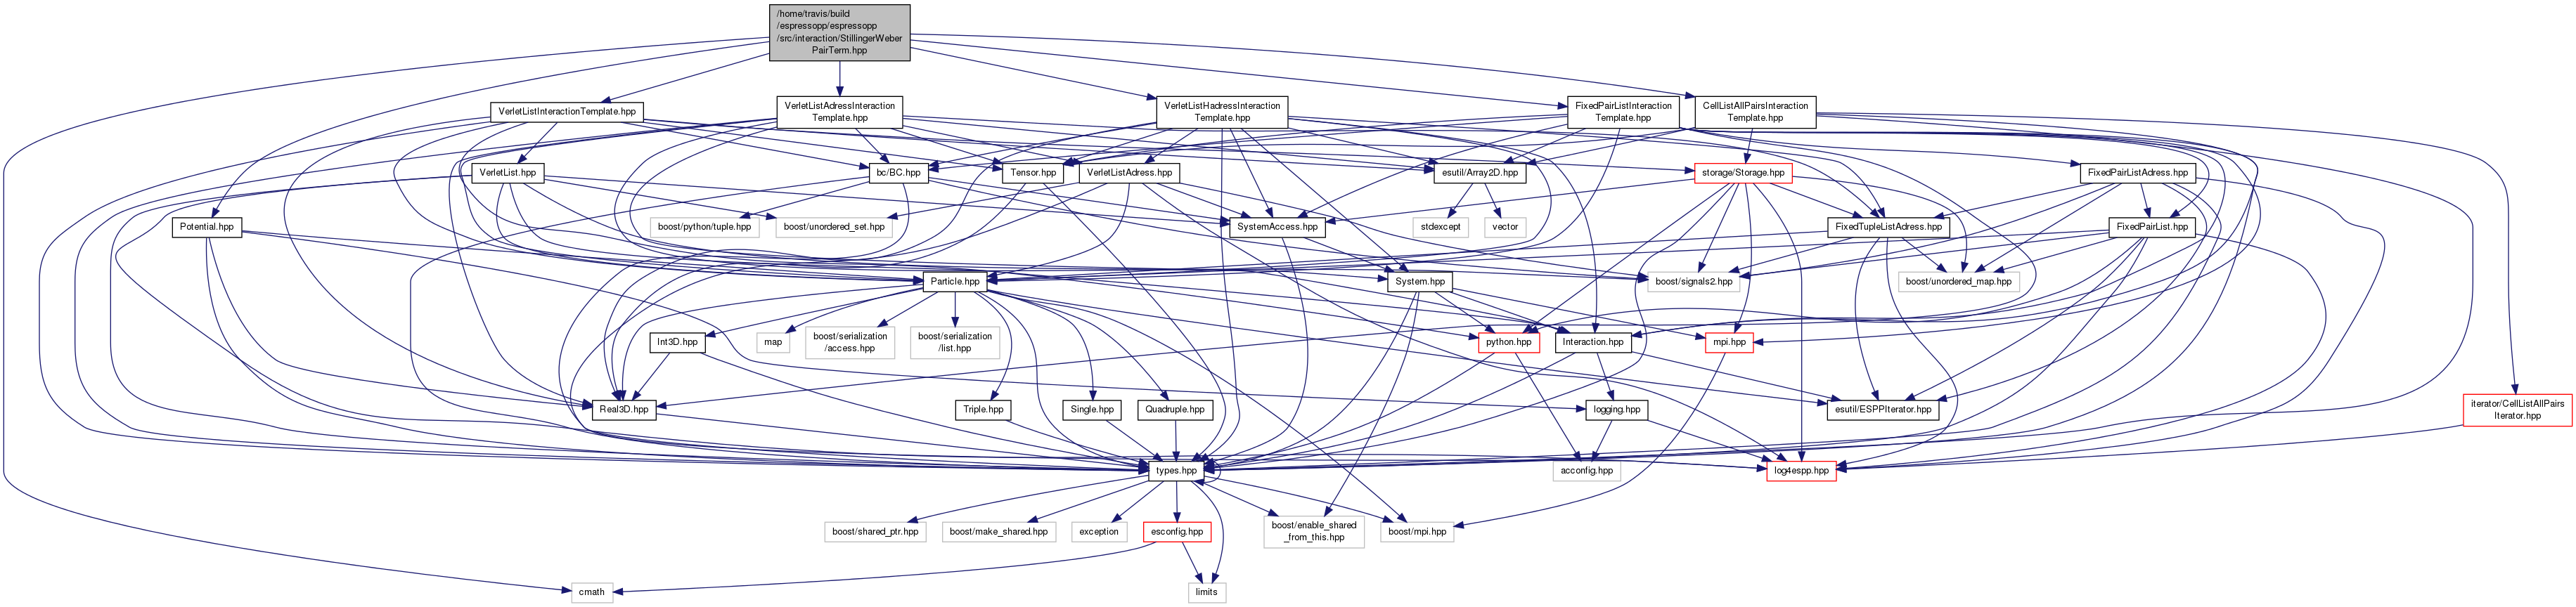 /home/travis/build
/espressopp/espressopp
/src/interaction/StillingerWeber
PairTerm.hpp
VerletListInteractionTemplate.hpp
VerletListAdressInteraction
Template.hpp
VerletListHadressInteraction
Template.hpp
FixedPairListInteraction
Template.hpp
CellListAllPairsInteraction
Template.hpp
VerletList.hpp
bc/BC.hpp
Tensor.hpp
VerletListAdress.hpp
esutil/Array2D.hpp
storage/Storage.hpp
FixedPairListAdress.hpp
Potential.hpp
boost/python/tuple.hpp
boost/unordered_set.hpp
SystemAccess.hpp
stdexcept
vector
FixedTupleListAdress.hpp
FixedPairList.hpp
Particle.hpp
System.hpp
boost/signals2.hpp
boost/unordered_map.hpp
Int3D.hpp
map
boost/serialization
/access.hpp
boost/serialization
/list.hpp
python.hpp
Interaction.hpp
mpi.hpp
Real3D.hpp
Triple.hpp
Single.hpp
Quadruple.hpp
logging.hpp
esutil/ESPPIterator.hpp
iterator/CellListAllPairs
Iterator.hpp
types.hpp
acconfig.hpp
log4espp.hpp
boost/shared_ptr.hpp
boost/make_shared.hpp
exception
esconfig.hpp
boost/enable_shared
_from_this.hpp
boost/mpi.hpp
cmath
limits